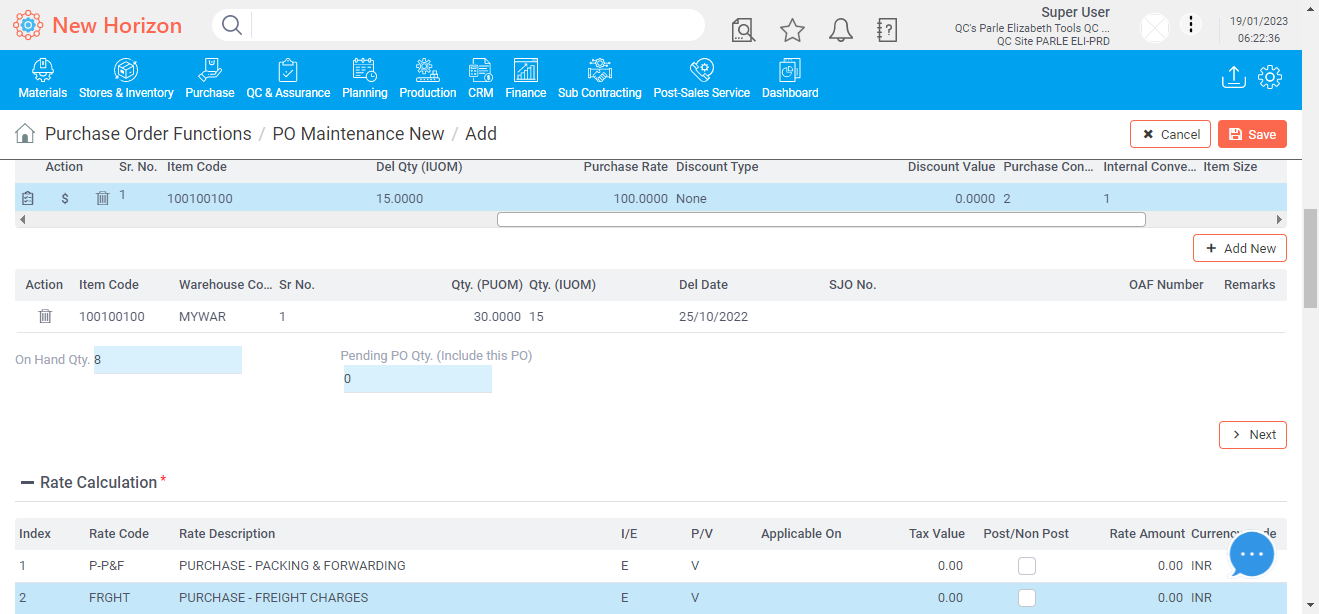 New Horizon
Super User
QC's Parle Elizabeth Tools QC ...
QC Site PARLE ELI-PRD
19/01/2023
06:22:36
Materials Stores & Inventory Purchase QC & Assurance Planning Production CRM Finance Sub Contracting Post-Sales Service Dashboard
Purchase Order Functions / PO Maintenance New / Add
Cancel Save
Action Sr. No. Item Code Del Qty (IUOM) Purchase Rate Discount Type Discount Value Purchase Con... Internal Conve... Item Size
$ 1 100100100 15.0000 100.0000 None 0.0000 2 1
+ Add New
Action Item Code Warehouse Co... Sr No. Qty. (PUOM) Qty. (IUOM) Del Date SJO No. OAF Number Remarks
100100100 MYWAR 1 30.0000 15 25/10/2022
On Hand Qty. 8
Pending PO Qty. (Include this PO)
0
Next
Rate Calculation *
Index Rate Code Rate Description I/E P/V Applicable On Tax Value Post/Non Post Rate Amount
1 P-P&F PURCHASE - PACKING & FORWARDING E V 0.00 0.00 INR
2 FRGHT PURCHASE - FREIGHT CHARGES E V 0.00 0.00 INR